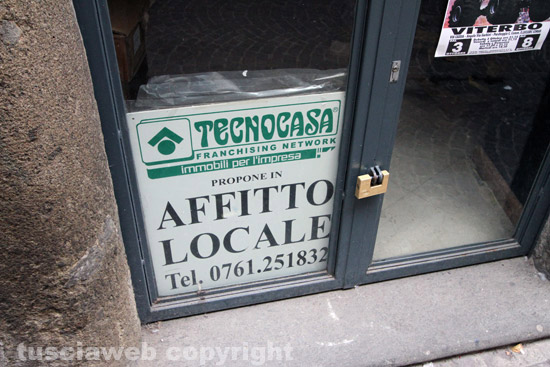 TECNOCASA
FRANCHISING NETWORK
Immobili per l'impresa
PROPONE IN
AFFITTO
LOCALE
Tel. 0761.251832
VITERBO
3
8
tusciaweb copyright